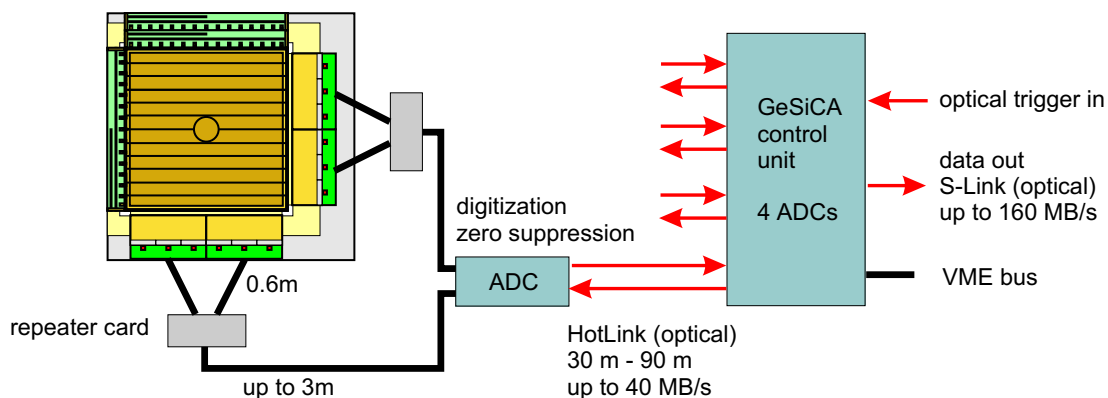 GeSiCA
control
unit
4 ADCs
optical trigger in
data out
S-Link (optical)
up to 160 MB/s
VME bus
digitization
zero suppression
ADC
0.6m
repeater card
up to 3m
HotLink (optical)
30 m - 90 m
up to 40 MB/s